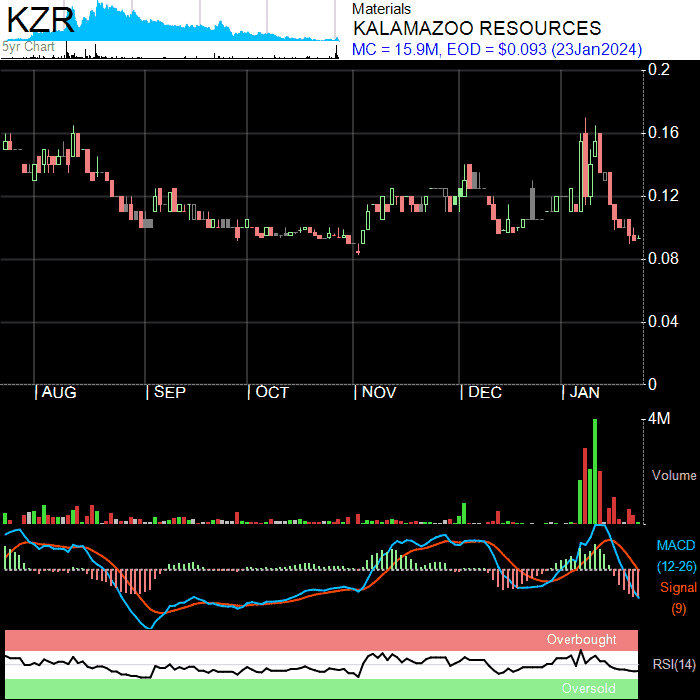 KZR
5yr Chart
Materials
KALAMAZOO RESOURCES
MC = 15.9M, EOD = $0.093 (23Jan2024)
0.2
0.16
0.12
0.08
0.04
0
AUG SEP OCT NOV DEC JAN
4M
Volume
MACD
(12-26)
Signal
(9)
Overbought
RSI(14)
Oversold